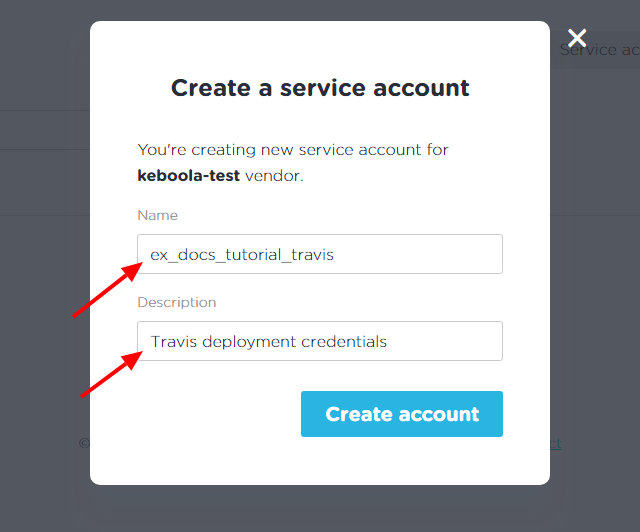 Service ac
Create a service account
You're creating new service account for
keboola-test vendor.
Name
ex_docs_tutorial_travis
Description
Travis deployment credentials
Create account
©
ct